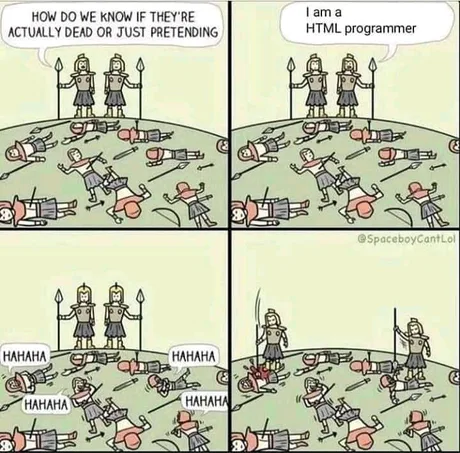 HOW DO WE KNOW IF THEY'RE
ACTUALLY DEAD OR JUST PRETENDING
I am a
HTML programmer
HAHAHA
HAHAHA
HAHAHA
HAHAHA
@SpaceboyCantLol